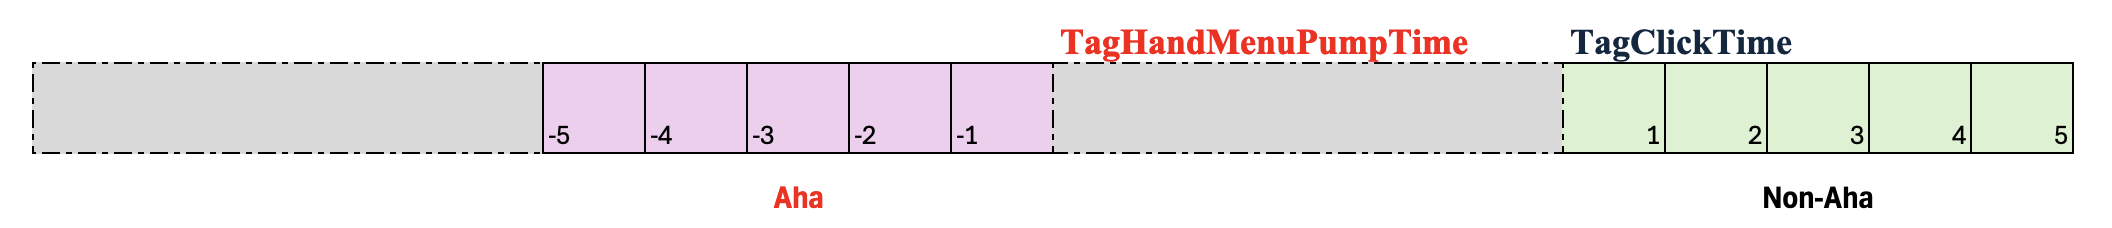 TagHandMenuPumpTime TagClickTime
-5 -4 -3 -2 -1 1 2 3 4 5
Aha Non-Aha